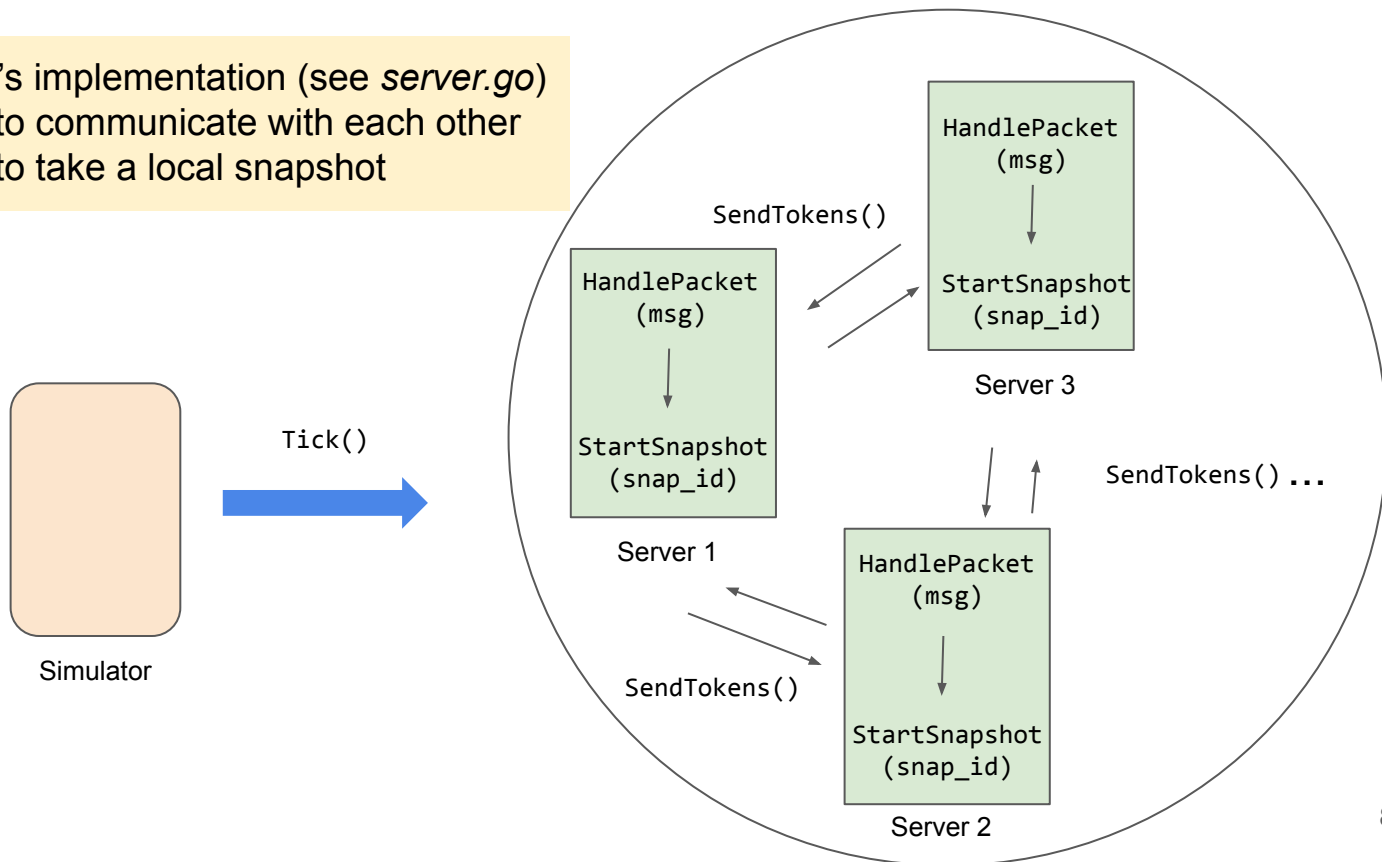 's implementation (see server.go)
to communicate with each other
to take a local snapshot
Simulator
Tick()
HandlePacket
(msg)
StartSnapshot
(snap_id)
Server 1
SendTokens()
HandlePacket
(msg)
StartSnapshot
(snap_id)
Server 3
SendTokens() ...
SendTokens()
HandlePacket
(msg)
StartSnapshot
(snap_id)
Server 2